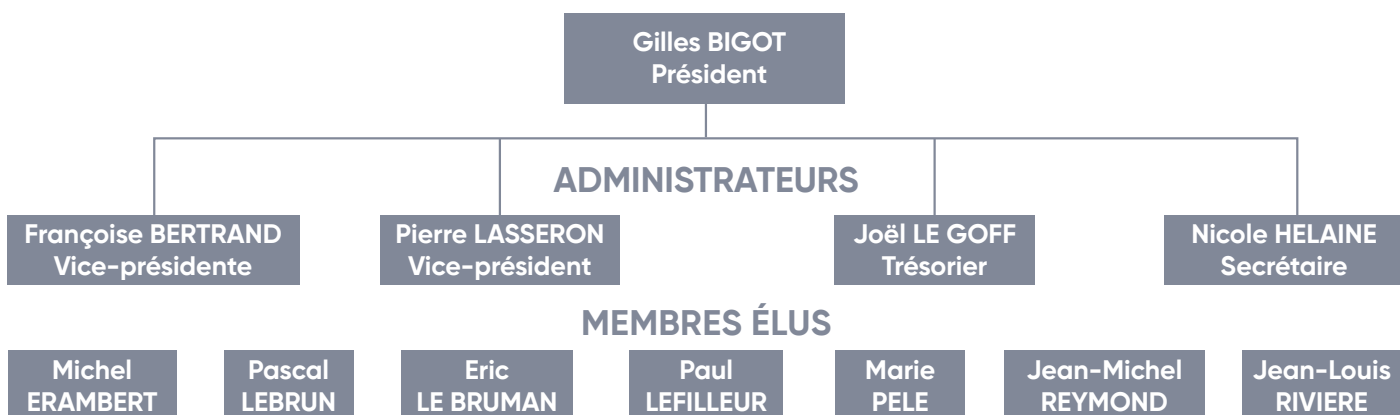 Gilles BIGOT
Président
ADMINISTRATEURS
Françoise BERTRAND
Vice-présidente
Pierre LASSERON
Vice-président
Joël LE GOFF
Trésorier
Nicole HELAINE
Secrétaire
MEMBRES ÉLUS
Michel
ERAMBERT
Pascal
LEBRUN
Eric
LE BRUMAN
Paul
LEFILLEUR
Marie
PELE
Jean-Michel
REYMOND
Jean-Louis
RIVIERE